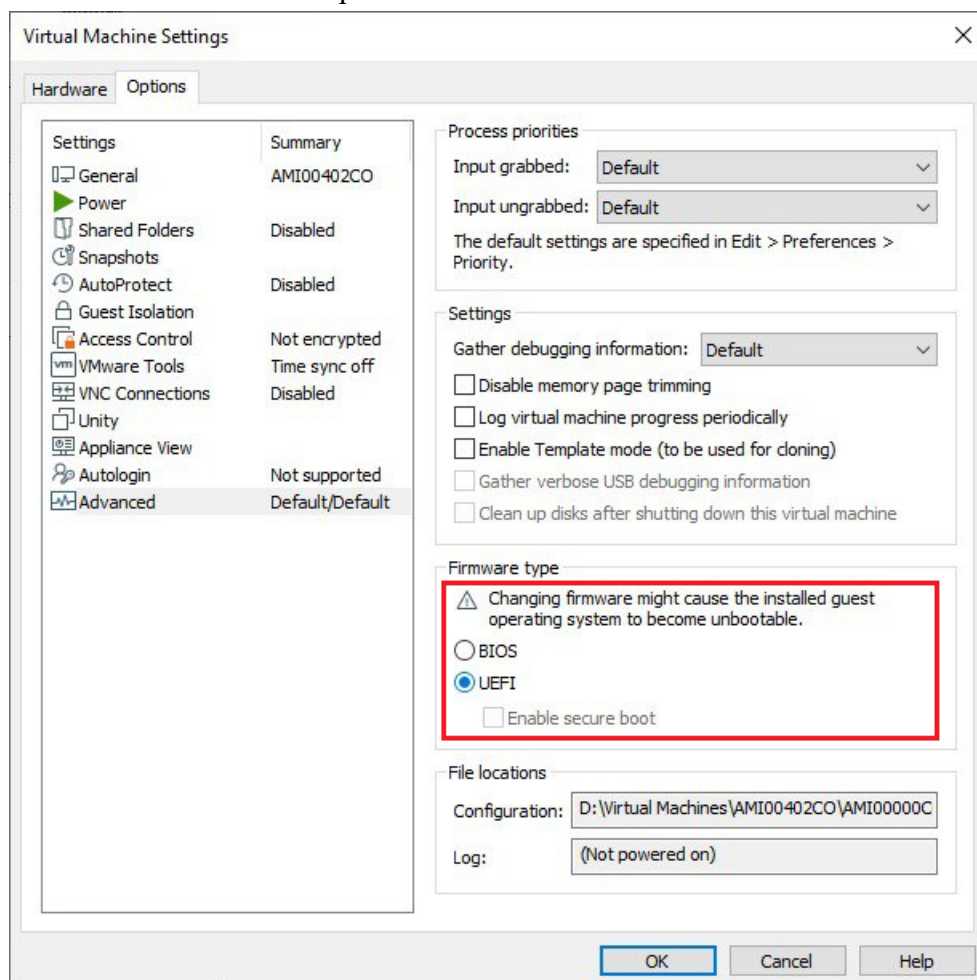 Virtual Machine Settings
Hardware Options
Settings Summary
General AMI00402CO
Power
Shared Folders Disabled
Snapshots
AutoProtect Disabled
Guest Isolation
Access Control Not encrypted
vm VMware Tools Time sync off
VNC Connections Disabled
Unity
Appliance View
Autologin Not supported
Advanced Default/Default
Process priorities
Input grabbed: Default
Input ungrabbed: Default
The default settings are specified in Edit > Preferences >
Priority.
Settings
Gather debugging information: Default
Disable memory page trimming
Log virtual machine progress periodically
Enable Template mode (to be used for cloning)
Gather verbose USB debugging information
Clean up disks after shutting down this virtual machine
Firmware type
Changing firmware might cause the installed guest
operating system to become unbootable.
BIOS
UEFI
Enable secure boot
File locations
Configuration: D:\Virtual Machines\AMI00402CO\AMI00000C
Log: (Not powered on)
OK Cancel Help